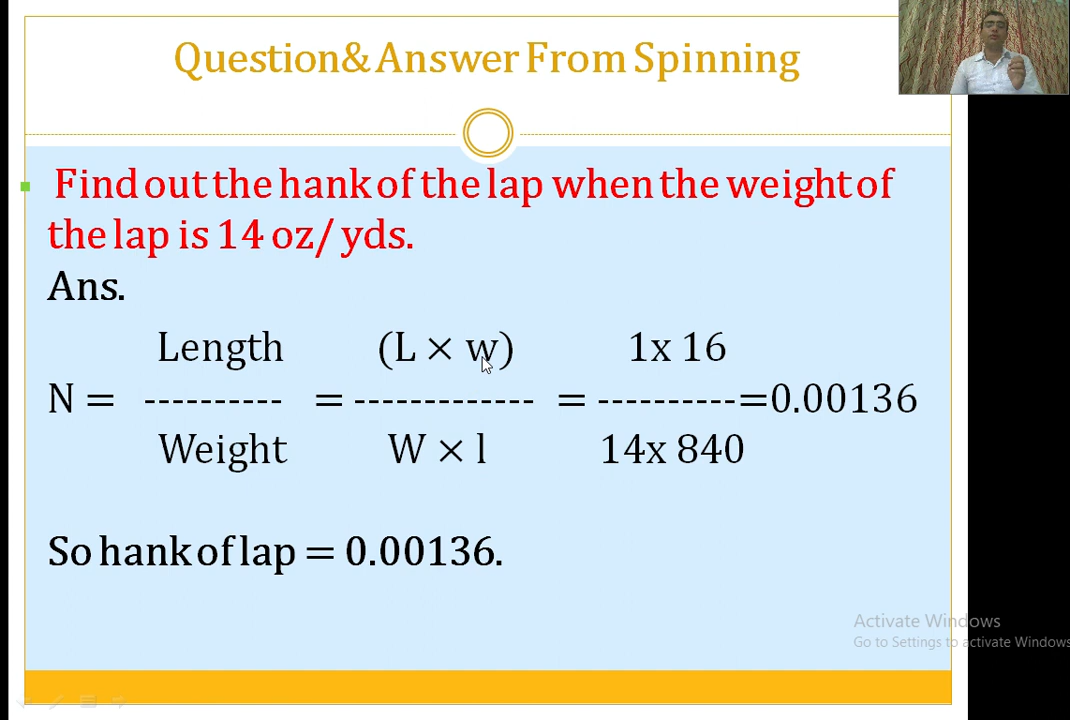 Question& Answer From Spinning
Find out the hank of the lap when the weight of
the lap is 14 oz/ yds.
Ans.
Length (L × w) 1x 16
N = ---------- = ------------- = ----------=0.00136
Weight W × l 14x 840
So hank of lap = 0.00136.
Activate Windows
Go to Settings to activate Windows